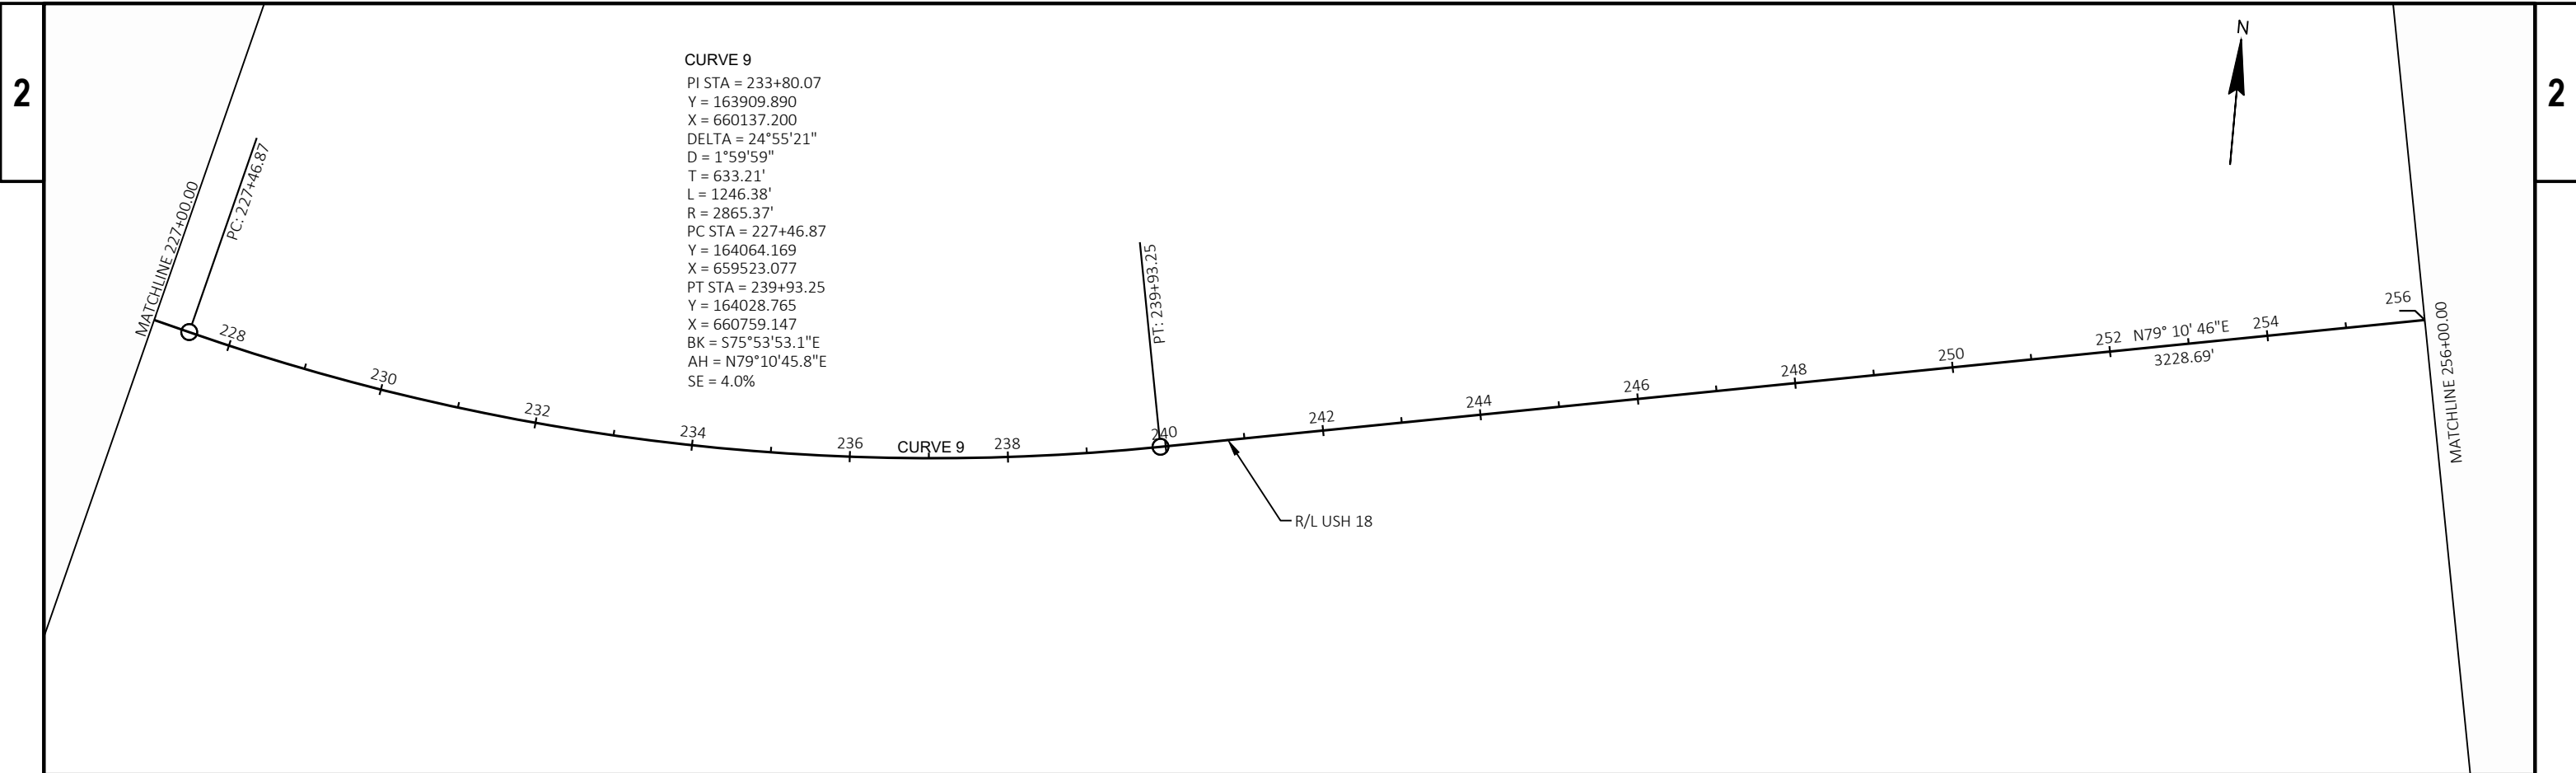 2
2
N
CURVE 9
PI STA = 233+80.07
Y = 163909.890
X = 660137.200
DELTA = 24°55'21"
D = 1°59'59"
T = 633.21'
L = 1246.38'
R = 2865.37'
PC STA = 227+46.87
Y = 164064.169
X = 659523.077
PT STA = 239+93.25
Y = 164028.765
X = 660759.147
BK = S75°53'53.1"E
AH = N79°10'45.8"E
SE = 4.0%
MATCHLINE 227+00.00
PC: 227+46.87
228
230
232
234
236
CURVE 9
238
PT: 239+93.25
240
242
244
246
248
250
252
N79° 10' 46"E
3228.69'
254
256
MATCHLINE 256+00.00
R/L USH 18